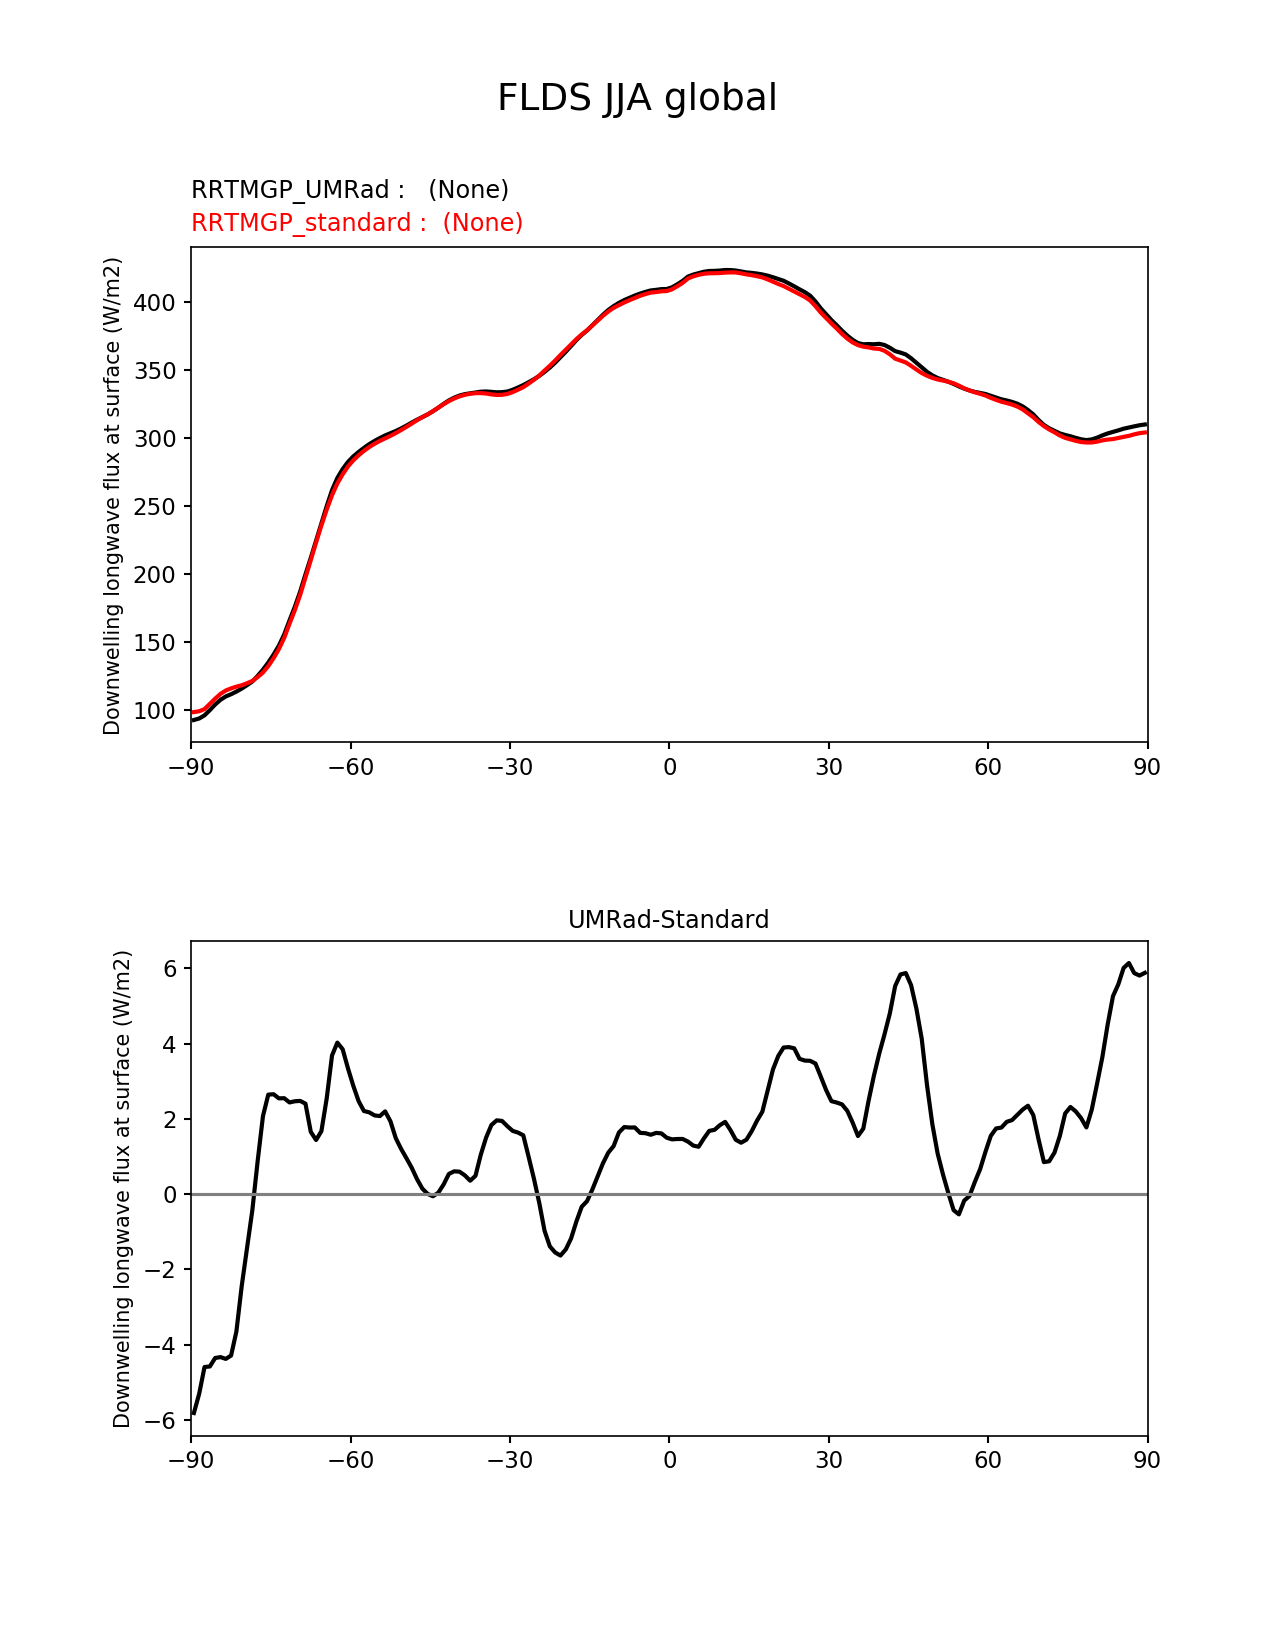 FLDS JJA global
RRTMGP_UMRad :   (None)
RRTMGP_standard :  (None)
Downwelling longwave flux at surface (W/m2)
400
350
300
250
200
150
100
−90 −60 −30 0 30 60 90
UMRad-Standard
Downwelling longwave flux at surface (W/m2)
6
4
2
0
−2
−4
−6
−90 −60 −30 0 30 60 90